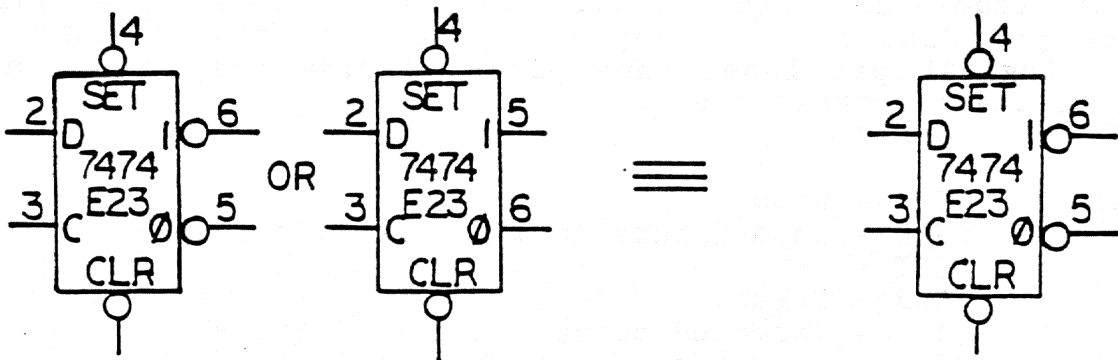 4
SET
2 D 1 6
7474
E23
3 C Ø 5
CLR
OR
4
SET
2 D 1 5
7474
E23
3 C Ø 6
CLR
4
SET
2 D 1 6
7474
E23
3 C Ø 5
CLR